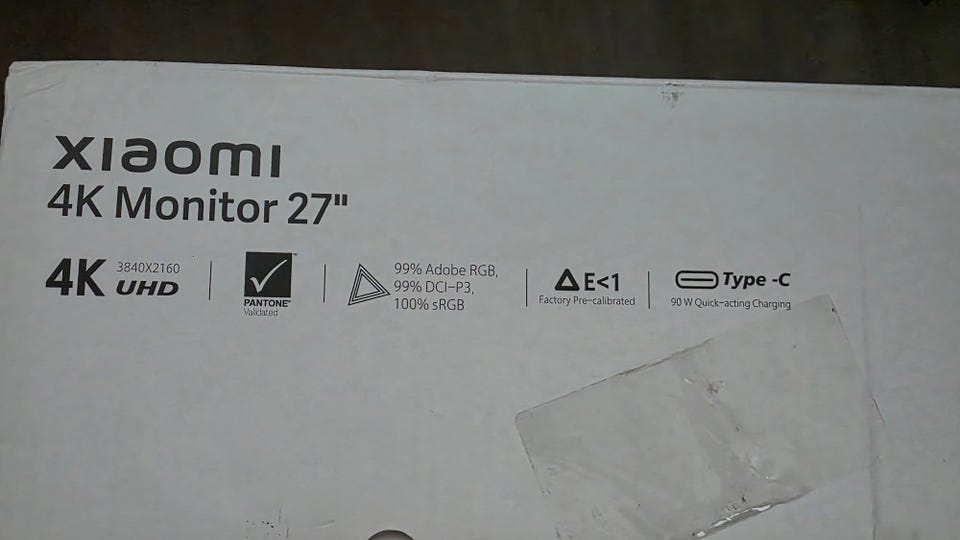 xiaomi
4K Monitor 27"
4K 3840X2160 UHD
PANTONE®
Validated
99% Adobe RGB,
99% DCI-P3,
100% sRGB
ΔE<1
Factory Pre-calibrated
Type -C
90 W Quick-acting Charging